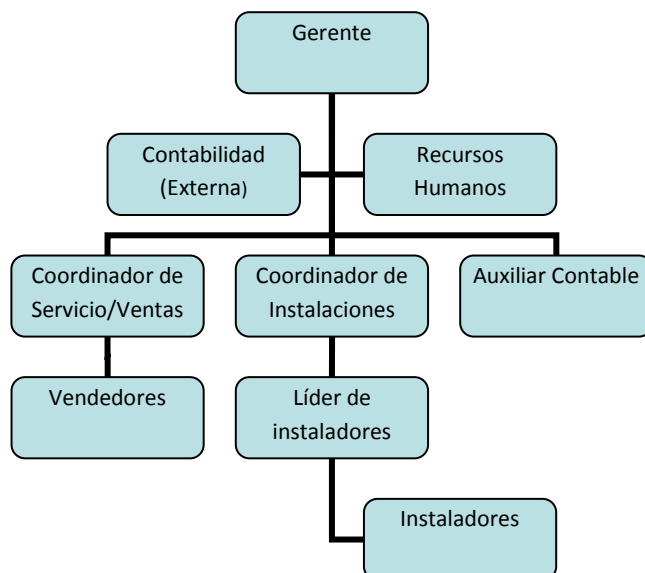 Gerente
Contabilidad
(Externa)
Recursos
Humanos
Coordinador de
Servicio/Ventas
Coordinador de
Instalaciones
Auxiliar Contable
Vendedores
Líder de
instaladores
Instaladores